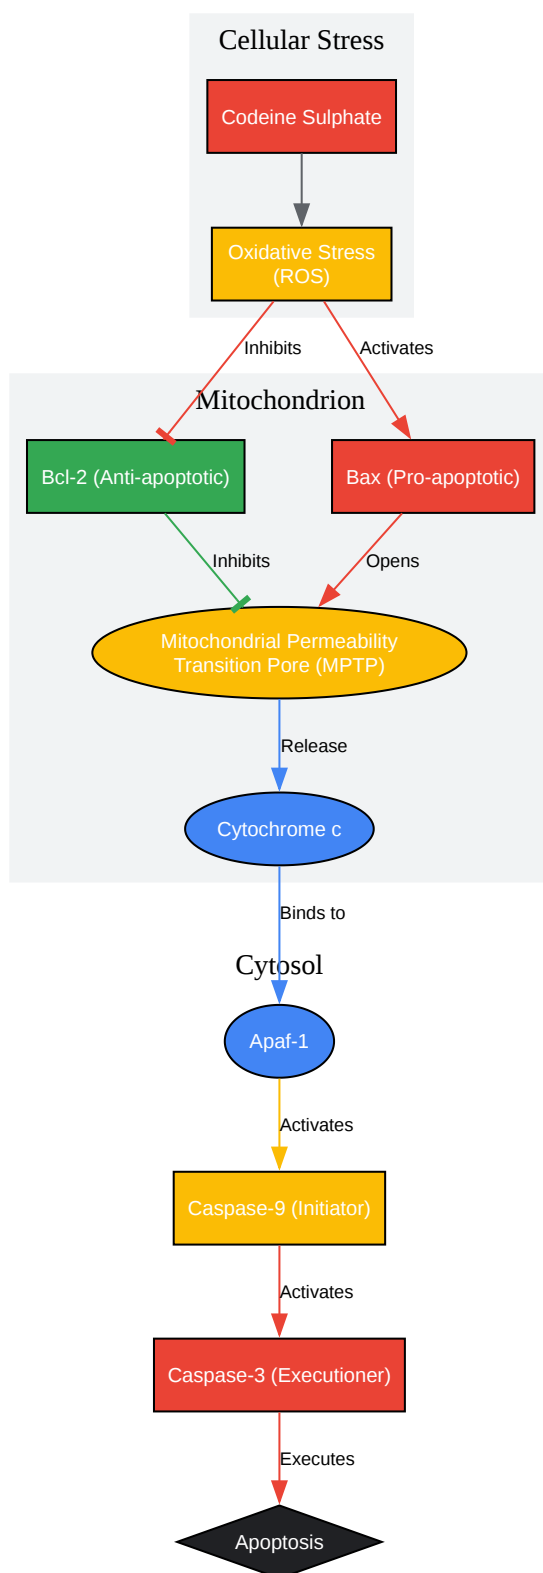 Cellular Stress
Codeine Sulphate
Oxidative Stress
(ROS)
Inhibits
Activates
Mitochondrion
Bcl-2 (Anti-apoptotic)
Bax (Pro-apoptotic)
Inhibits
Opens
Mitochondrial Permeability
Transition Pore (MPTP)
Release
Cytochrome c
Binds to
Cytosol
Apaf-1
Activates
Caspase-9 (Initiator)
Activates
Caspase-3 (Executioner)
Executes
Apoptosis